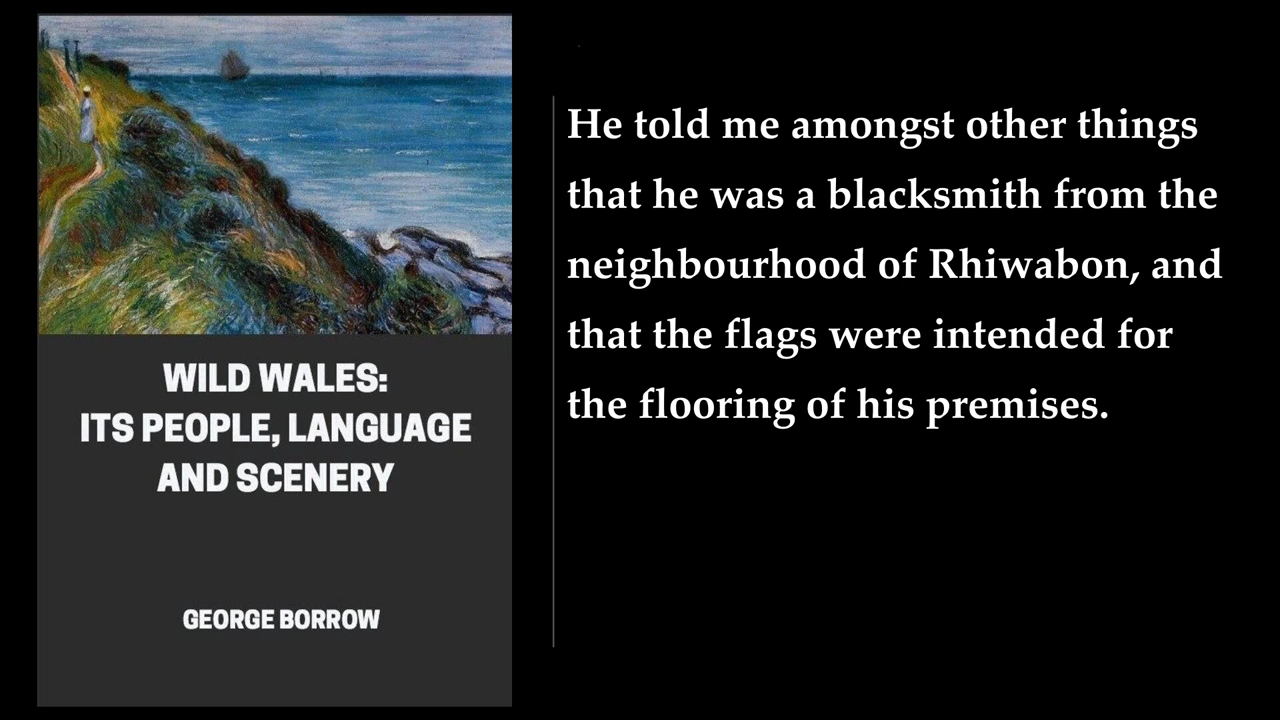 WILD WALES:
ITS PEOPLE, LANGUAGE
AND SCENERY
GEORGE BORROW
He told me amongst other things
that he was a blacksmith from the
neighbourhood of Rhiwabon, and
that the flags were intended for
the flooring of his premises.